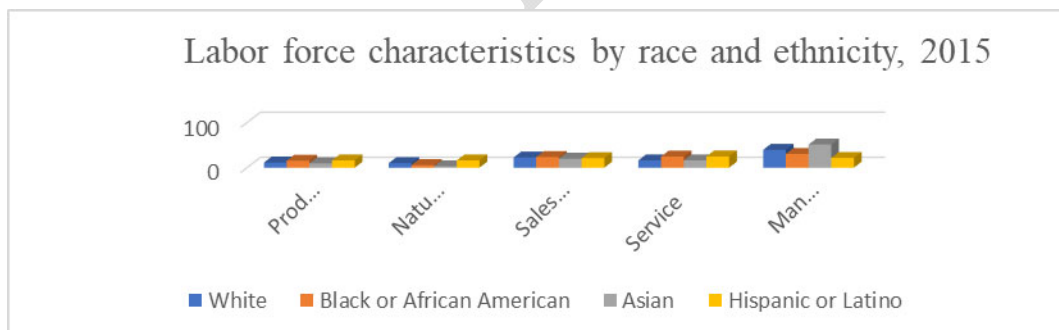 Labor force characteristics by race and ethnicity, 2015
100
0
Prod...
Natu...
Sales...
Service
Man...
White Black or African American Asian Hispanic or Latino